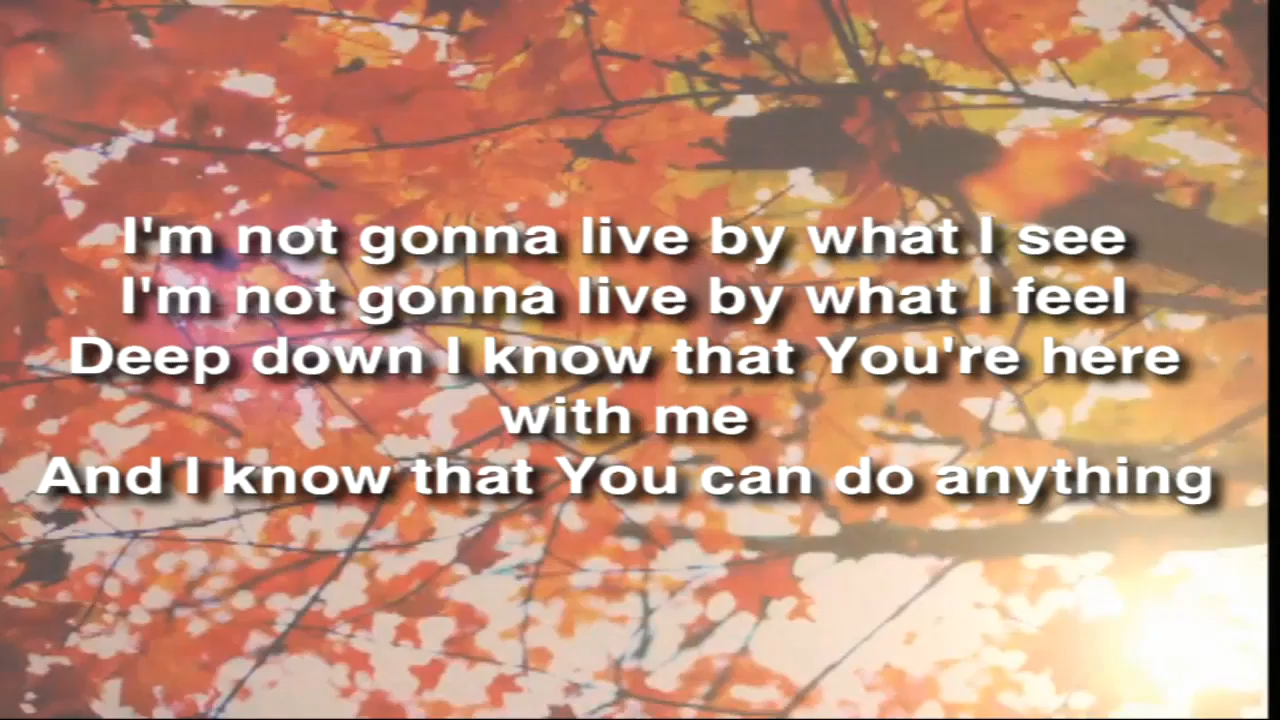 I'm not gonna live by what I see
I'm not gonna live by what I feel
Deep down I know that You're here
with me
And I know that You can do anything